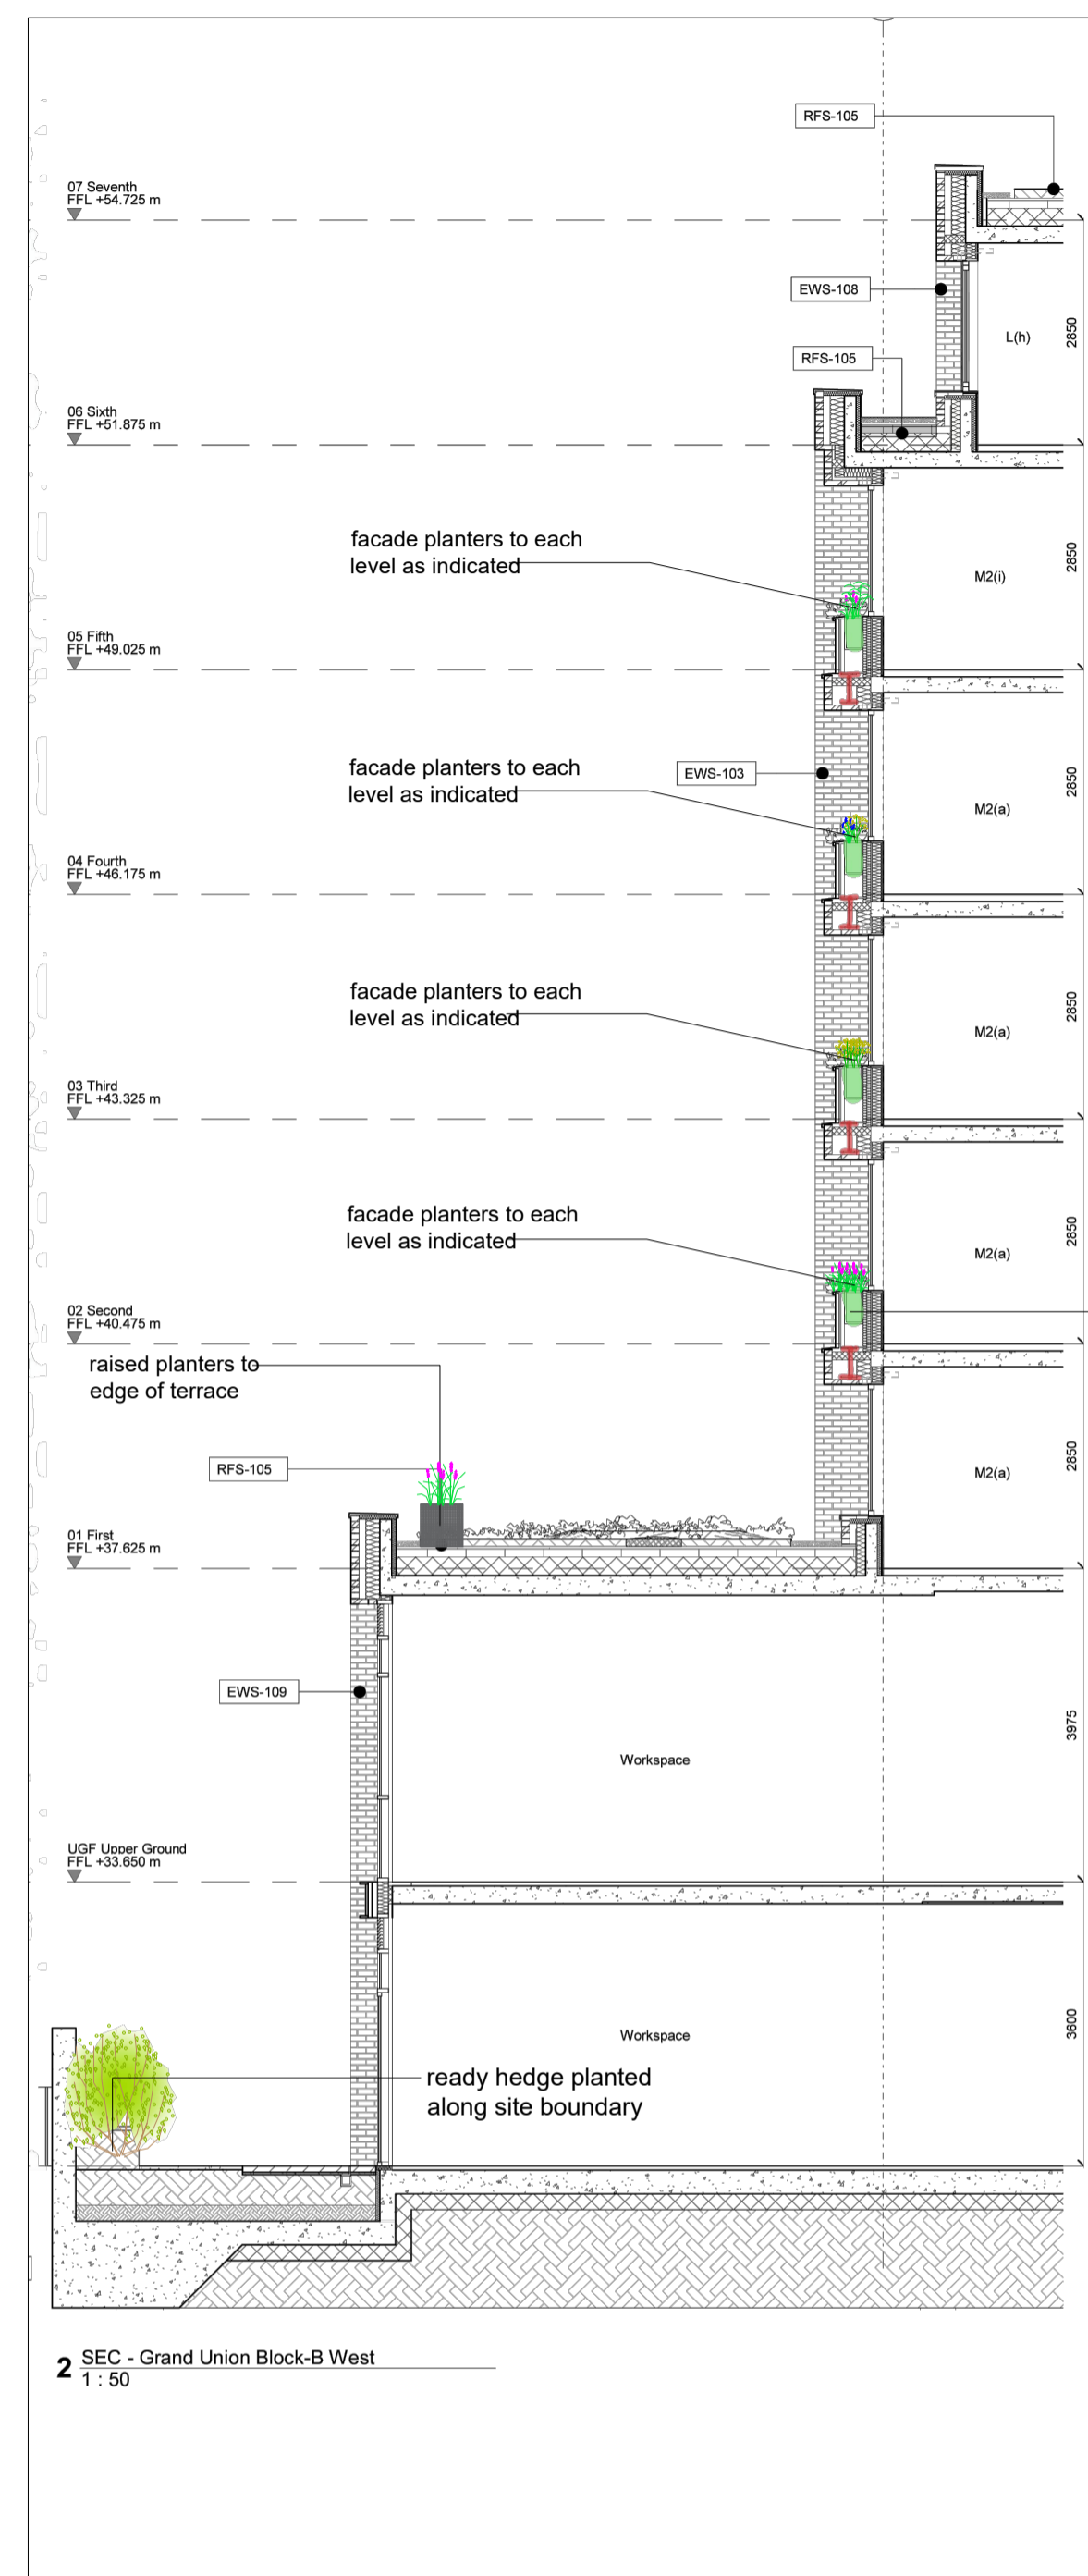 RFS-105
07 Seventh
FFL +54.725 m
EWS-108
L(h)
2850
RFS-105
06 Sixth
FFL +51.875 m
facade planters to each
level as indicated
M2(i)
2850
05 Fifth
FFL +49.025 m
facade planters to each
level as indicated
EWS-103
M2(a)
2850
04 Fourth
FFL +46.175 m
facade planters to each
level as indicated
M2(a)
2850
03 Third
FFL +43.325 m
facade planters to each
level as indicated
M2(a)
2850
02 Second
FFL +40.475 m
raised planters to
edge of terrace
RFS-105
M2(a)
2850
01 First
FFL +37.625 m
EWS-109
Workspace
3975
UGF Upper Ground
FFL +33.650 m
Workspace
3600
ready hedge planted
along site boundary
2 SEC - Grand Union Block-B West
1 : 50